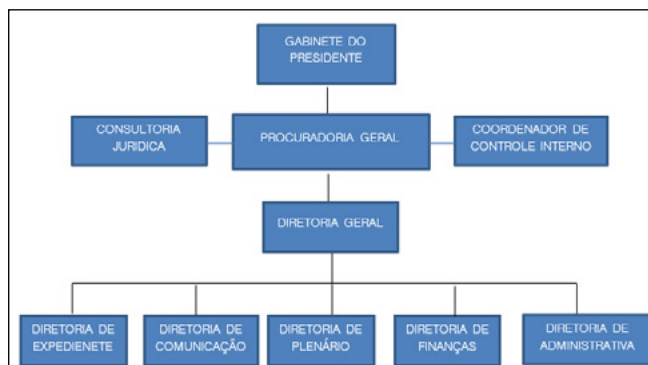 GABINETE DO
PRESIDENTE
CONSULTORIA
JURIDICA
PROCURADORIA GERAL
COORDENADOR DE
CONTROLE INTERNO
DIRETORIA GERAL
DIRETORIA DE
EXPEDIENETE
DIRETORIA DE
COMUNICAÇÃO
DIRETORIA DE
PLENÁRIO
DIRETORIA DE
FINANÇAS
DIRETORIA DE
ADMINISTRATIVA